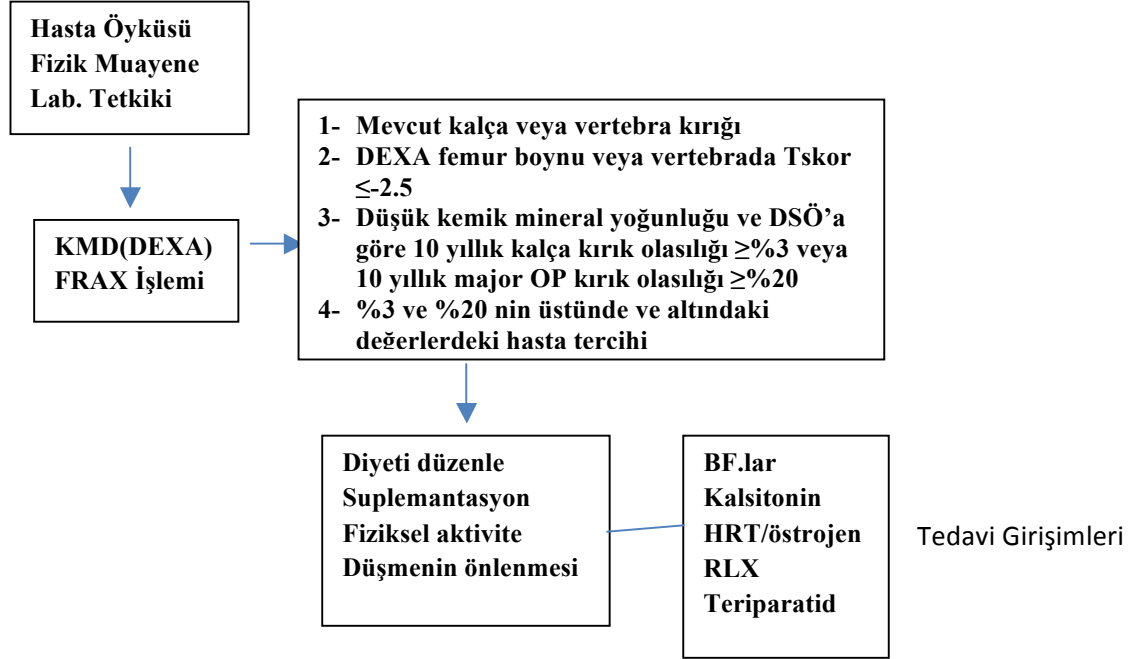 Hasta Öyküsü
Fizik Muayene
Lab. Tetkiki
KMD(DEXA)
FRAX İşlemi
1- Mevcut kalça veya vertebra kırığı
2- DEXA femur boynu veya vertebrada Tskor
≤-2.5
3- Düşük kemik mineral yoğunluğu ve DSÖ’a
göre 10 yıllık kalça kırık olasılığı ≥%3 veya
10 yıllık major OP kırık olasılığı ≥%20
4- %3 ve %20 nin üstünde ve altındaki
değerlerdeki hasta tercihi
Diyeti düzenle
Suplemantasyon
Fiziksel aktivite
Düşmenin önlenmesi
BF.lar
Kalsitonin
HRT/östrojen
RLX
Teriparatid
Tedavi Girişimleri